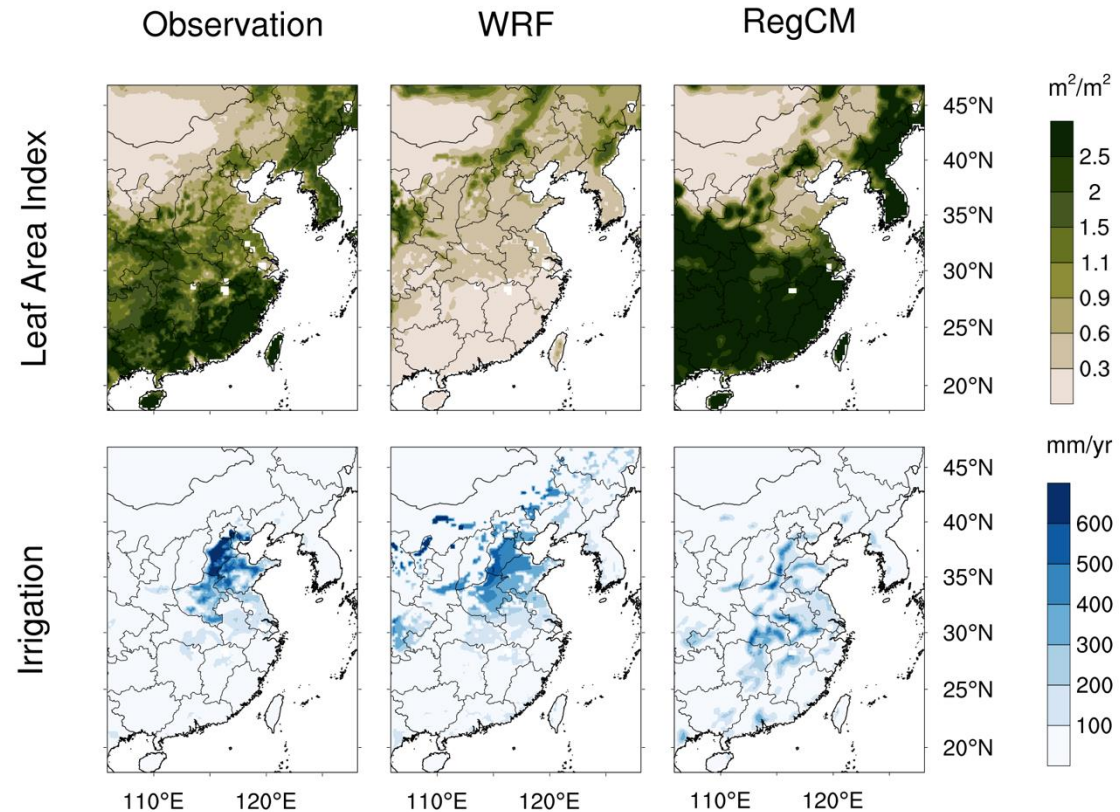 Observation WRF RegCM
Leaf Area Index
m²/m²
45°N
40°N
35°N
30°N
25°N
20°N
2.5
2
1.5
1.1
0.9
0.6
0.3
Irrigation
mm/yr
45°N
40°N
35°N
30°N
25°N
20°N
600
500
400
300
200
100
110°E 120°E 110°E 120°E 110°E 120°E